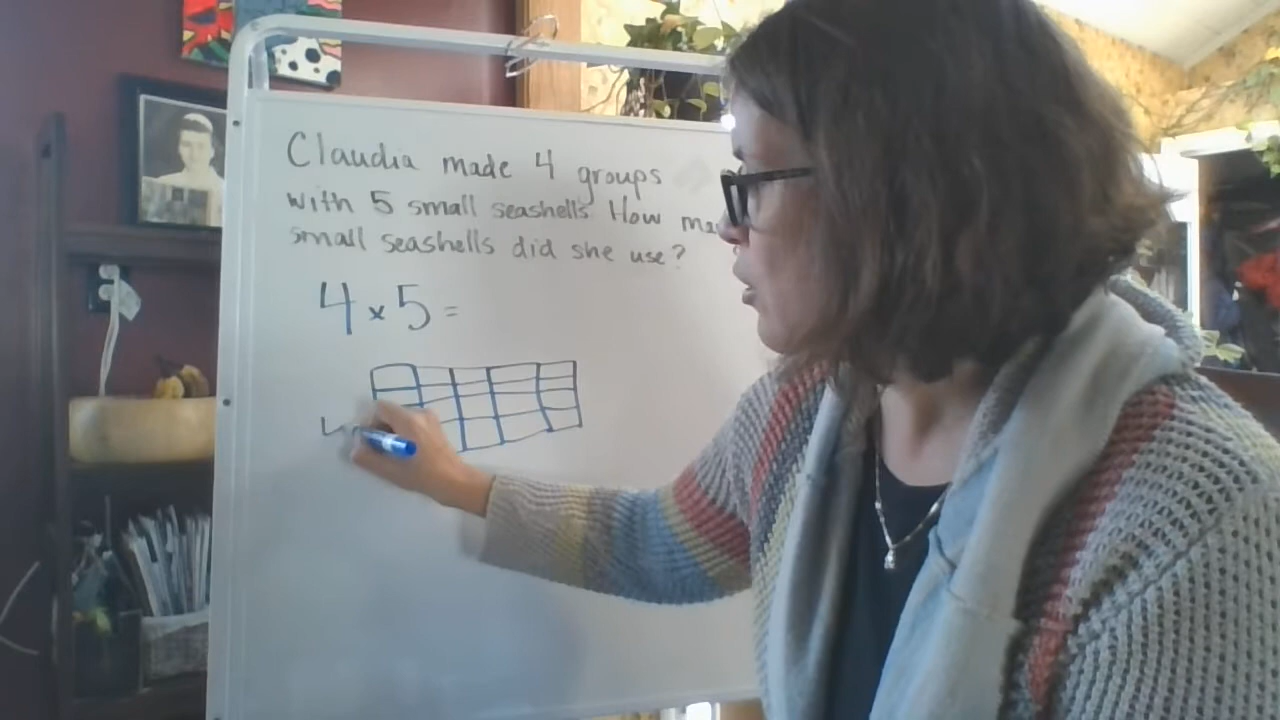 Claudia made 4 groups
with 5 small seashells How
small seashells did she use?
4 x 5 =